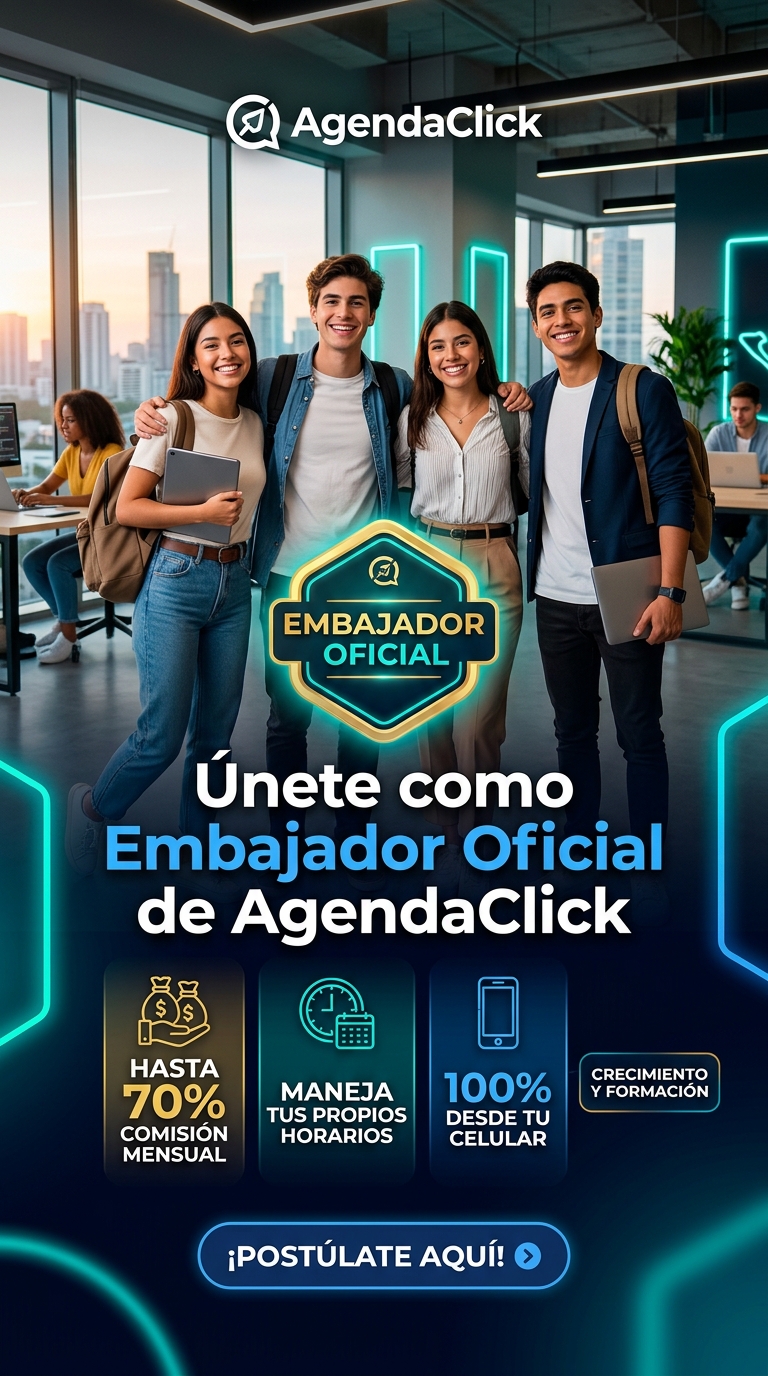 AgendaClick
EMBAJADOR
OFICIAL
Únete como
Embajador Oficial
de AgendaClick
HASTA
70%
COMISIÓN
MENSUAL
MANEJA
TUS PROPIOS
HORARIOS
100%
DESDE TU
CELULAR
CRECIMIENTO
Y FORMACIÓN
¡POSTÚLATE AQUÍ!